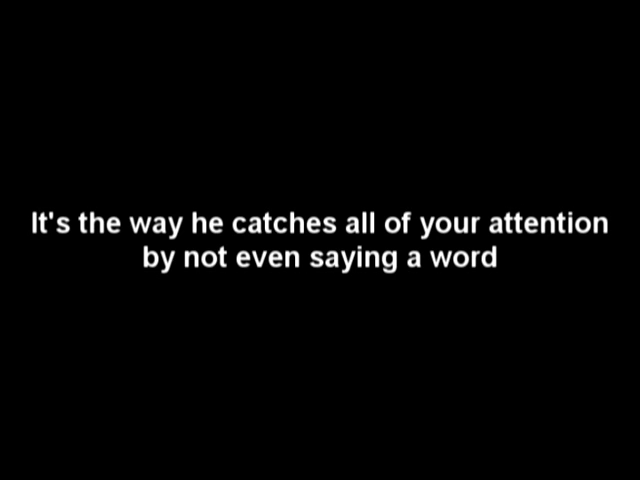 It's the way he catches all of your attention
by not even saying a word